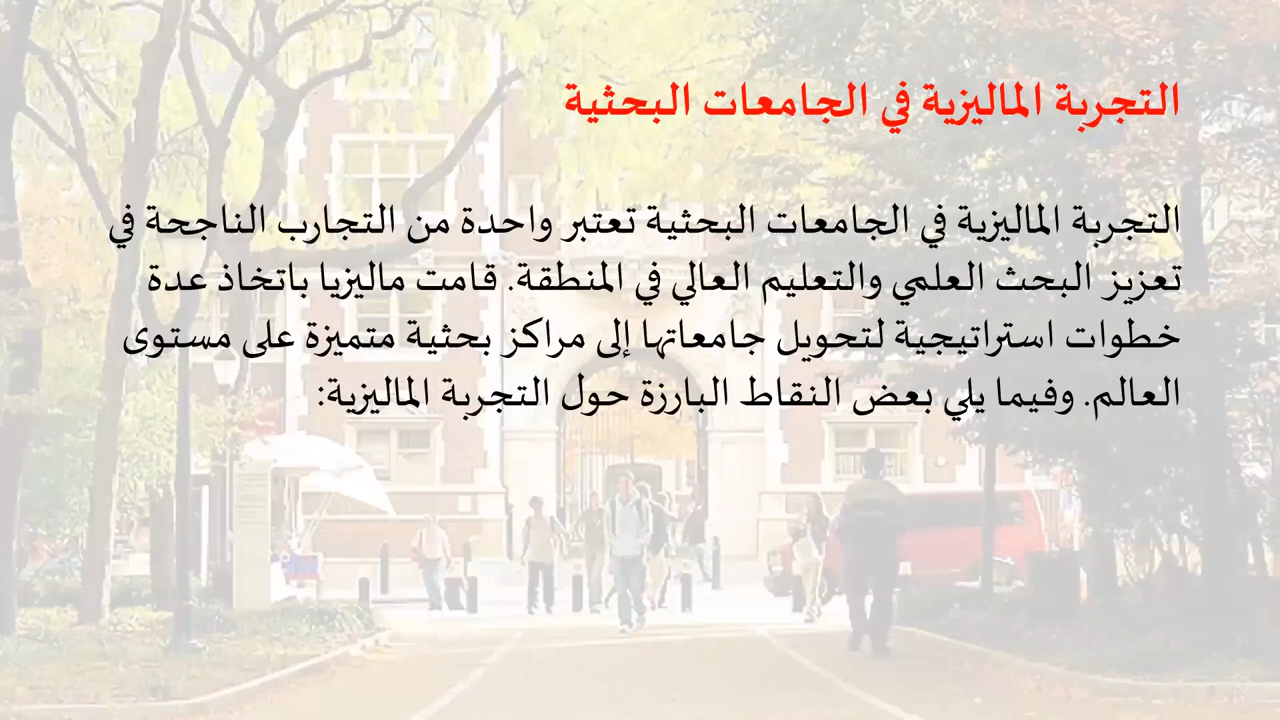 التجربة الماليزية في الجامعات البحثية
التجربة الماليزية في الجامعات البحثية تعتبر واحدة من التجارب الناجحة في
تعزيز البحث العلمي والتعليم العالي في المنطقة. قامت ماليزيا باتخاذ عدة
خطوات استراتيجية لتحويل جامعاتها إلى مراكز بحثية متميزة على مستوى
العالم. وفيما يلي بعض النقاط البارزة حول التجربة الماليزية: